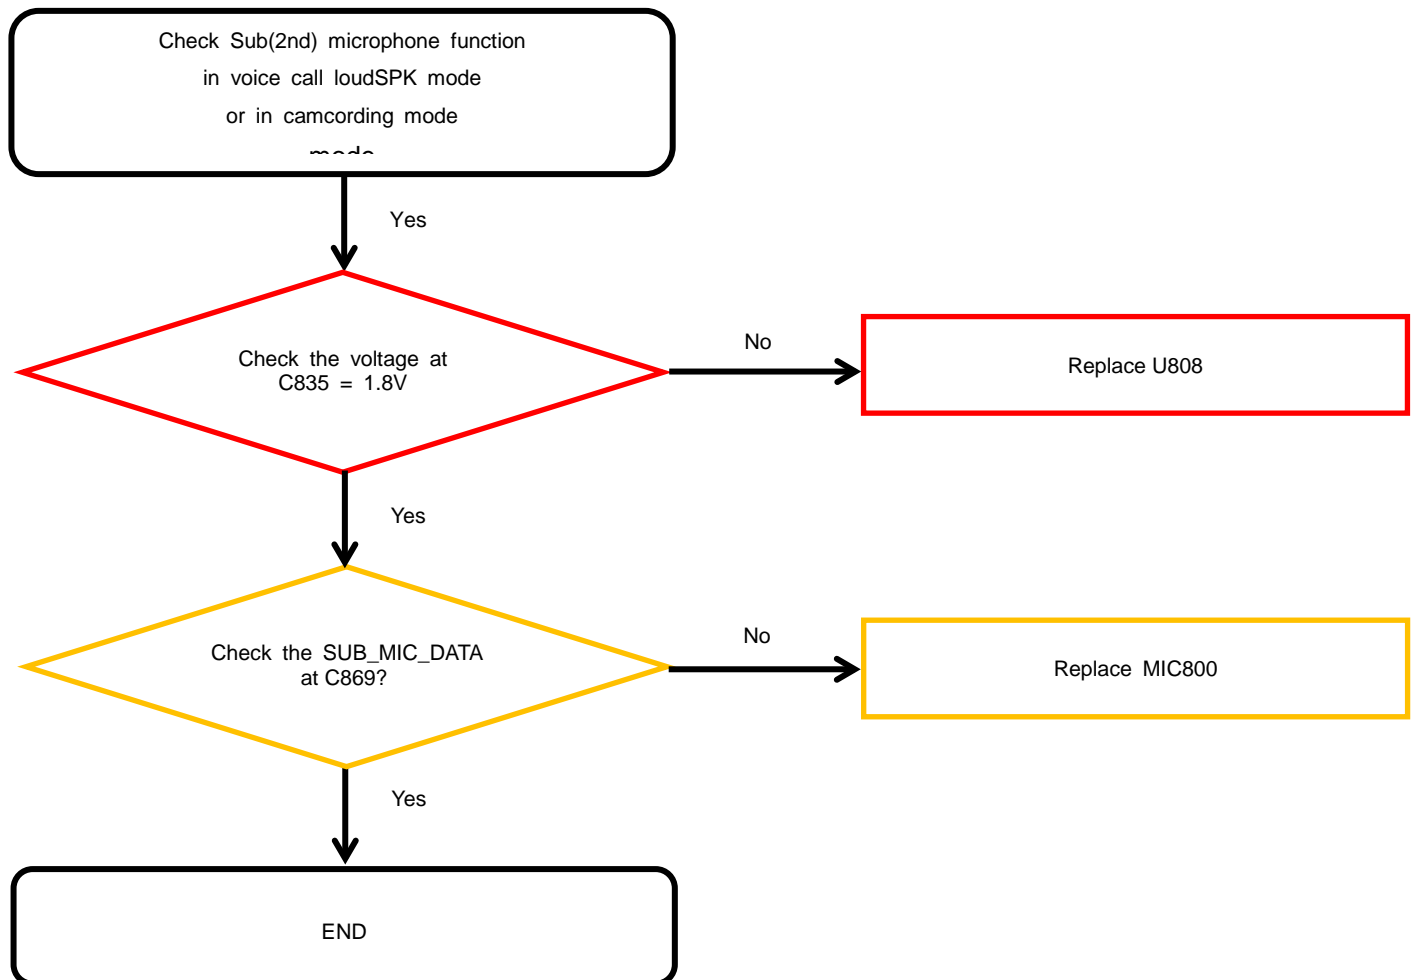 Check Sub(2nd) microphone function
in voice call loudSPK mode
or in camcording mode
mode
Yes
Check the voltage at
C835 = 1.8V
No
Replace U808
Yes
Check the SUB_MIC_DATA
at C869?
No
Replace MIC800
Yes
END